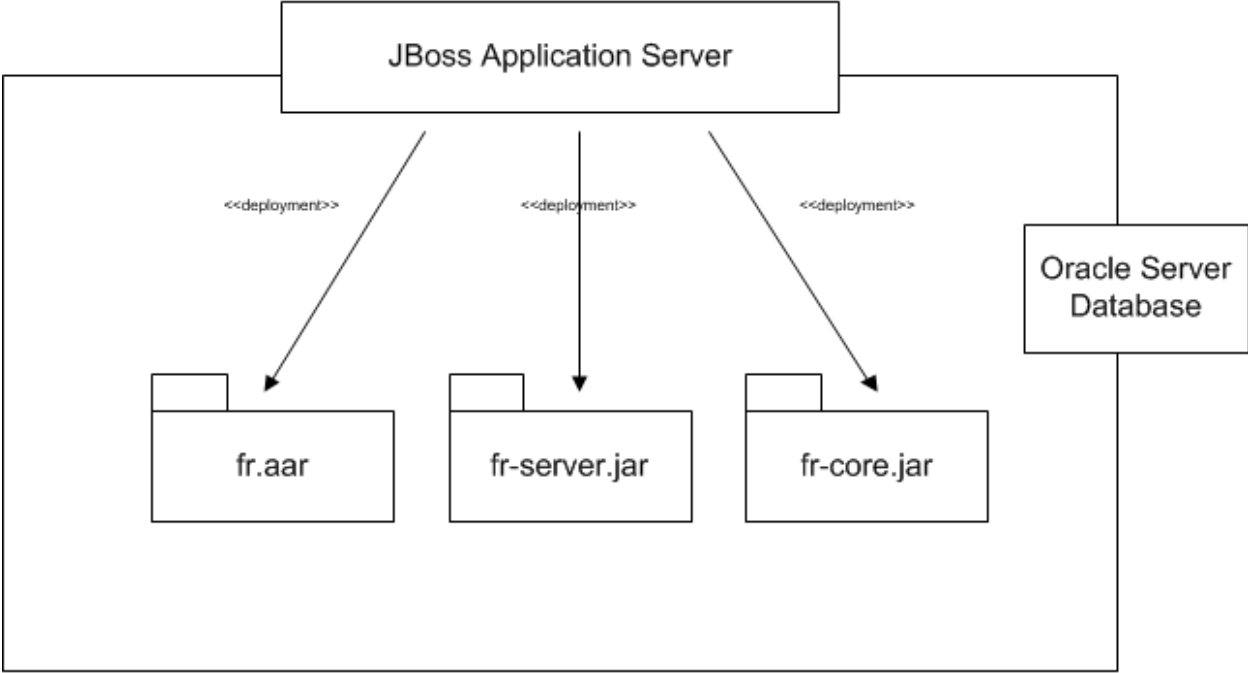 JBoss Application Server
<<deployment>>
<<deployment>>
<<deployment>>
Oracle Server
Database
fr.aar
fr-server.jar
fr-core.jar